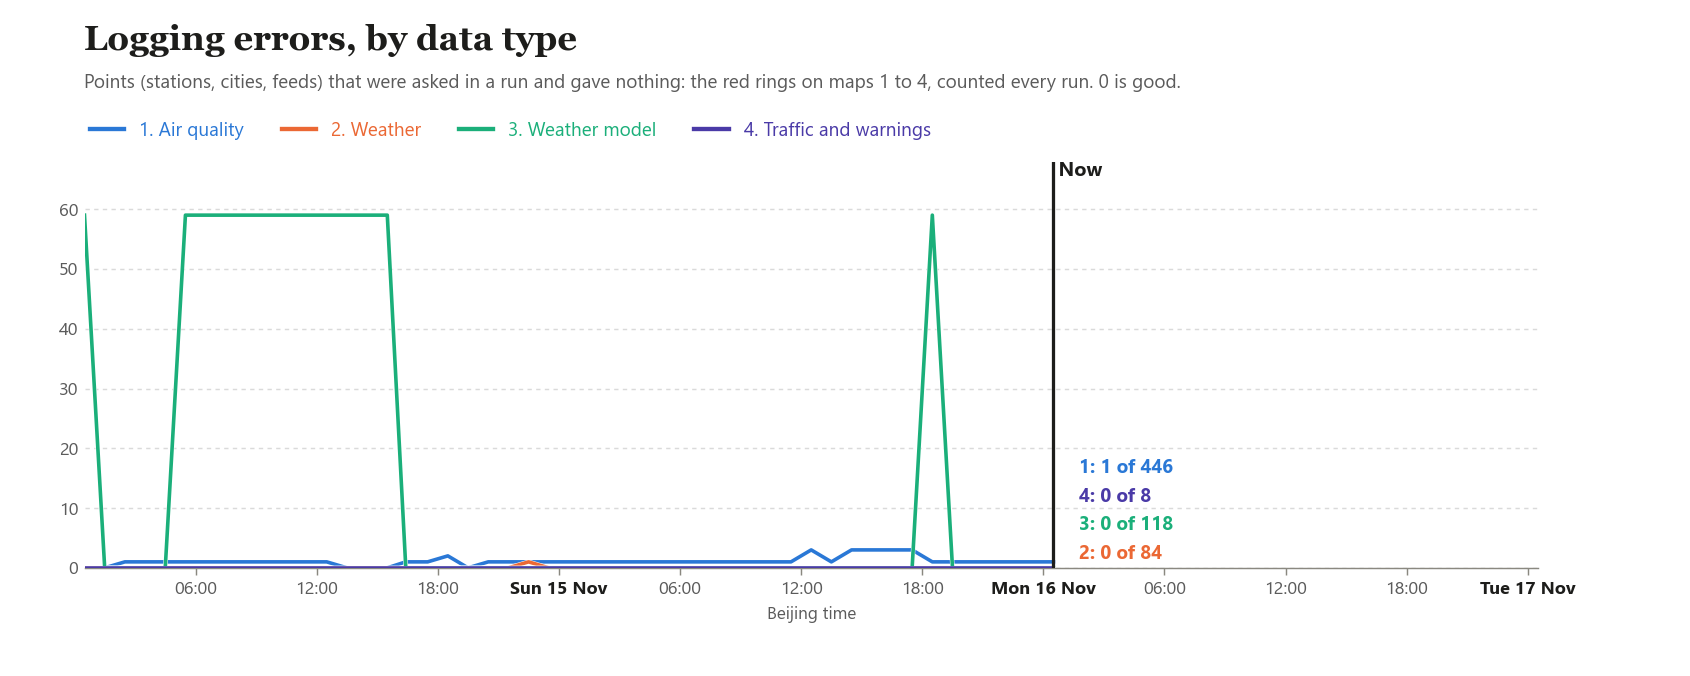 Logging errors, by data type
Points (stations, cities, feeds) that were asked in a run and gave nothing: the red rings on maps 1 to 4, counted every run. 0 is good.
1. Air quality 2. Weather 3. Weather model 4. Traffic and warnings
Now
60
50
40
30
20
10
0
1: 1 of 446
4: 0 of 8
3: 0 of 118
2: 0 of 84
06:00 12:00 18:00 Sun 15 Nov 06:00 12:00 18:00 Mon 16 Nov 06:00 12:00 18:00 Tue 17 Nov
Beijing time